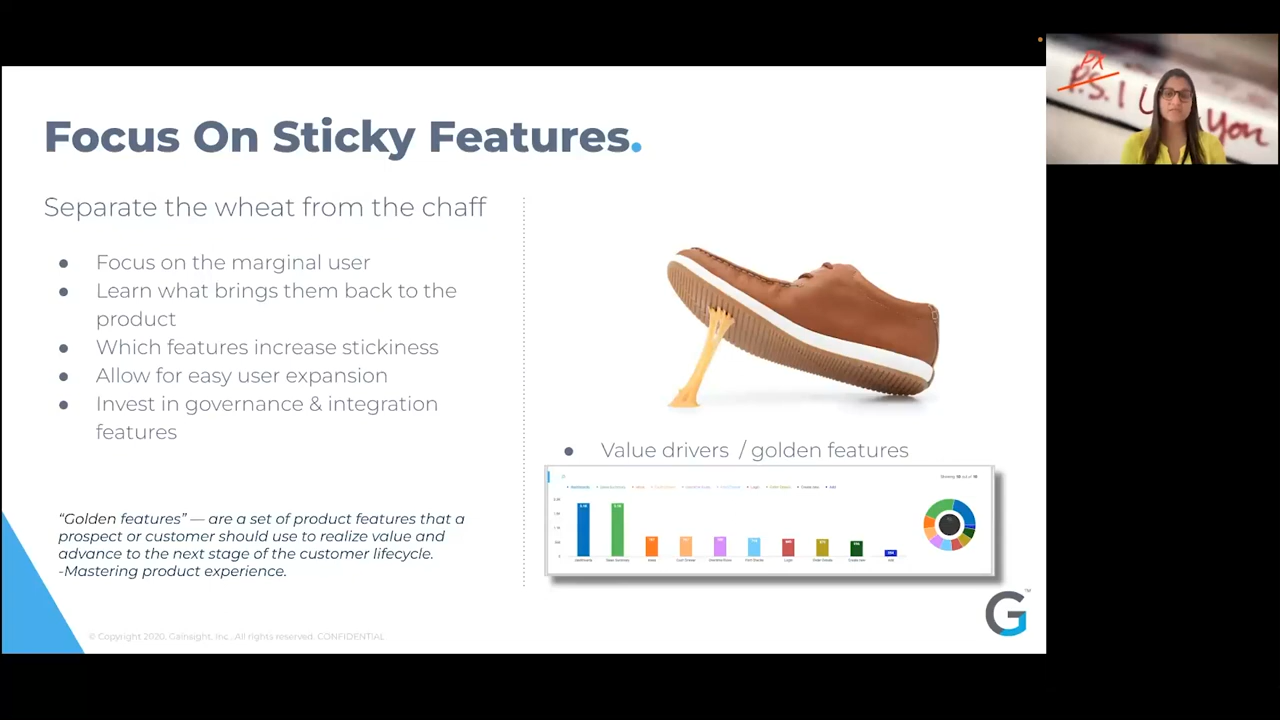 Focus On Sticky Features.
Separate the wheat from the chaff
● Focus on the marginal user
● Learn what brings them back to the
product
● Which features increase stickiness
● Allow for easy user expansion
● Invest in governance & integration
features
“Golden features” — are a set of product features that a
prospect or customer should use to realize value and
advance to the next stage of the customer lifecycle.
-Mastering product experience.
© Copyright 2020, Gainsight, Inc.. All rights reserved. CONFIDENTIAL
● Value drivers / golden features
G
PX
P.S. I
you